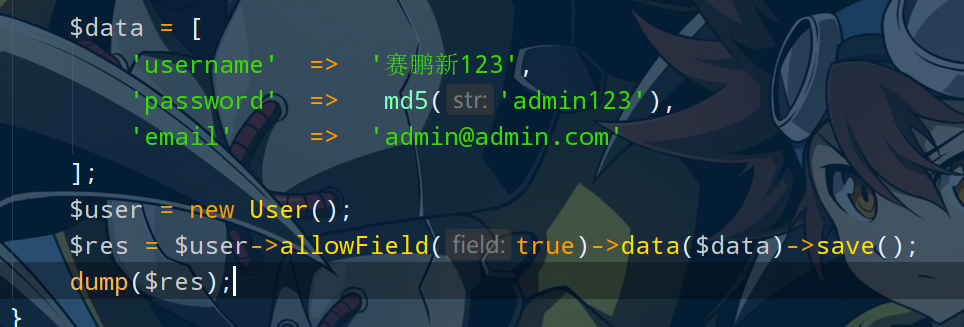 $data = [
'username' => '赛鹏新123',
'password' => md5( str: 'admin123'),
'email' => 'admin@admin.com'
];
$user = new User();
$res = $user->allowField( field: true)->data($data)->save();
dump($res);
}